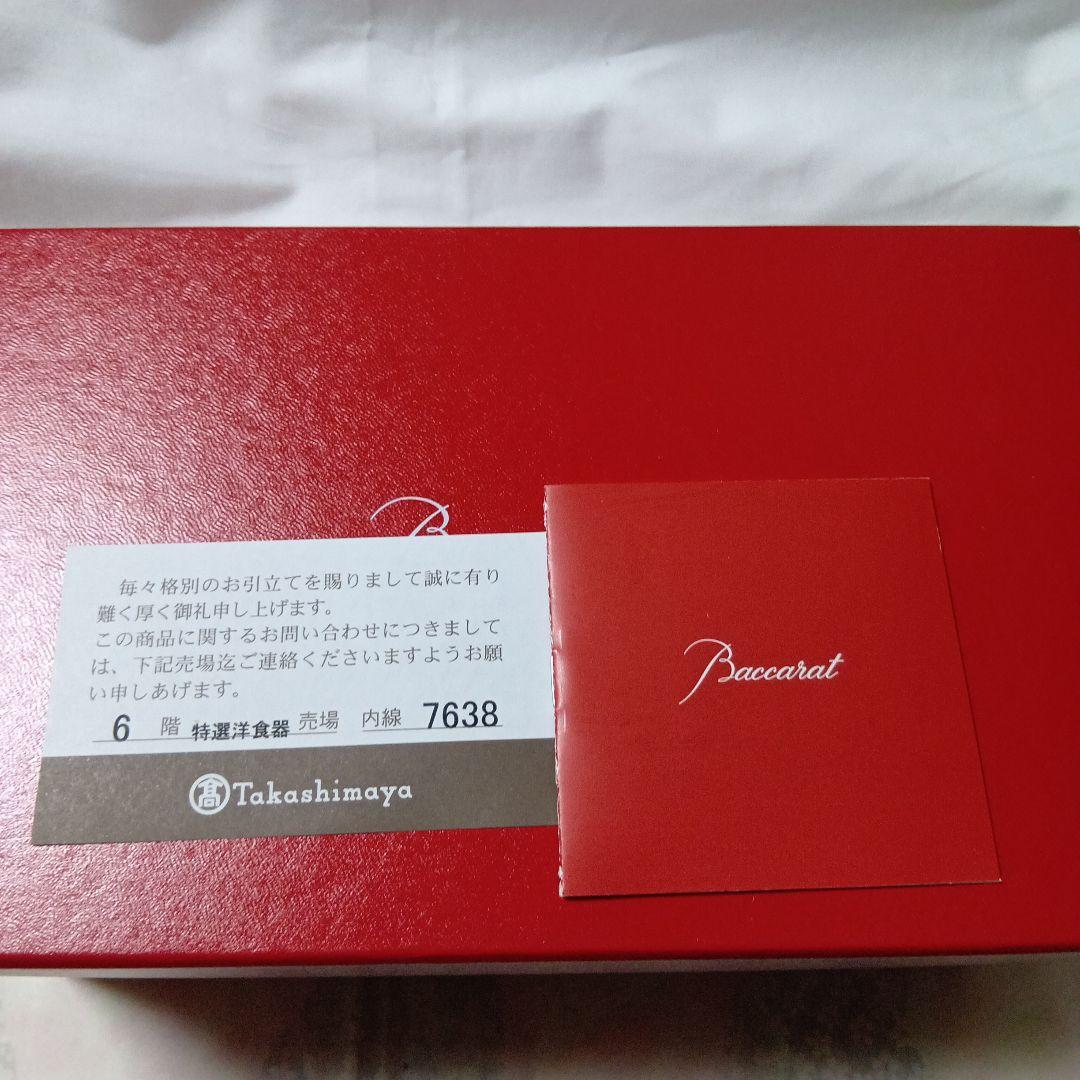 B
毎々格別のお引立てを賜りまして誠に有り
難く厚く御礼申し上げます。
この商品に関するお問い合わせにつきまして
は、下記売場迄ご連絡くださいますようお願
い申しあげます。
6 階 特選洋食器 売場 内線 7638
髙 Takashimaya
Baccarat